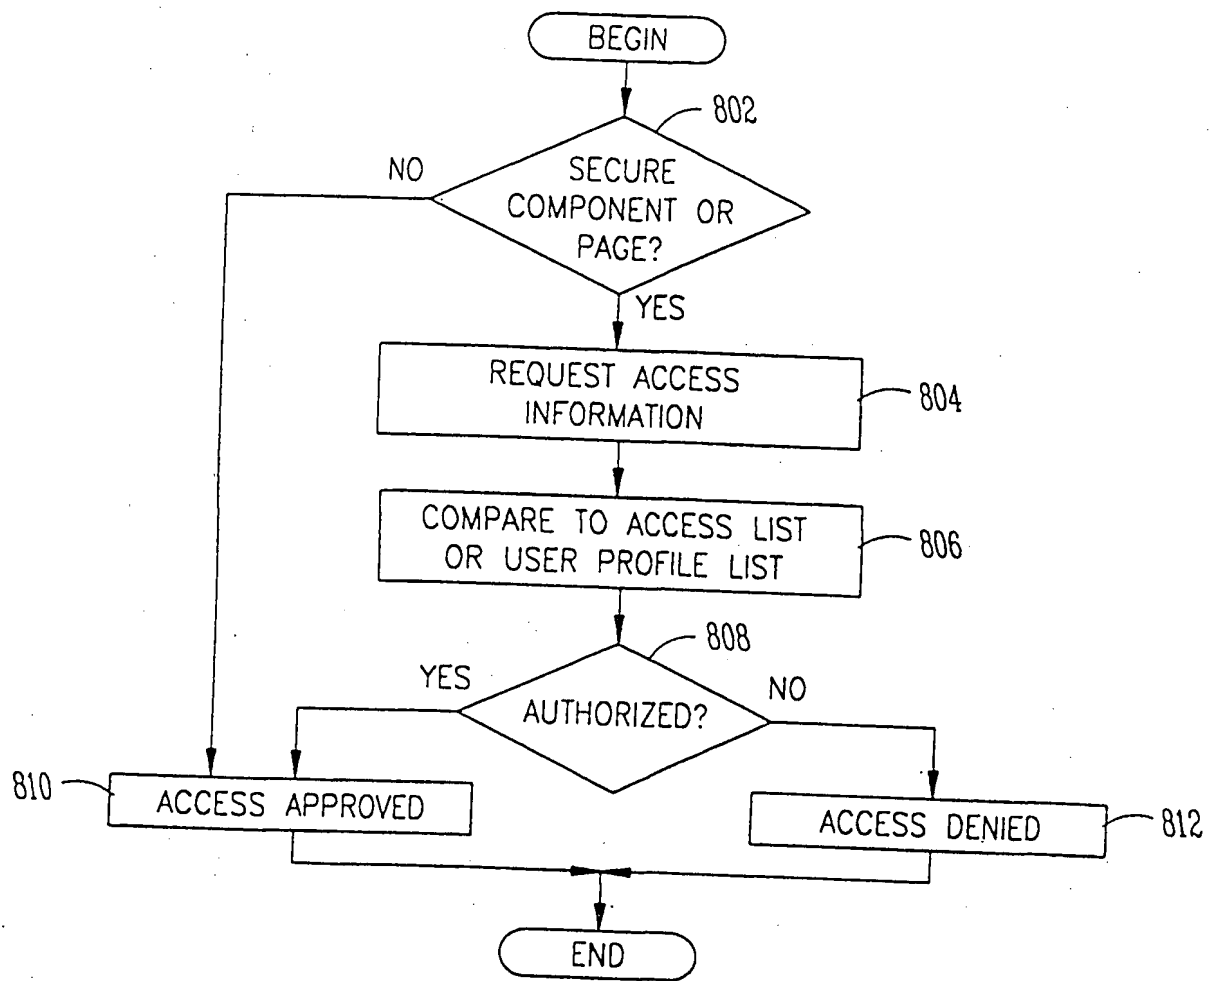 BEGIN
802
NO
SECURE
COMPONENT OR
PAGE?
YES
REQUEST ACCESS
INFORMATION
804
COMPARE TO ACCESS LIST
OR USER PROFILE LIST
806
808
YES
NO
AUTHORIZED?
810
ACCESS APPROVED
ACCESS DENIED
812
END